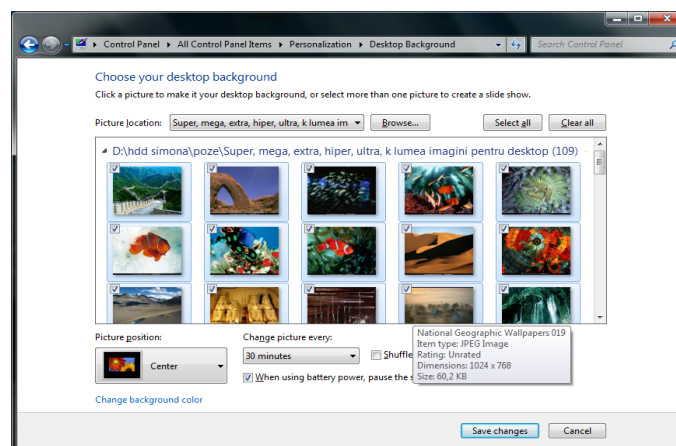 Control Panel ▸ All Control Panel Items ▸ Personalization ▸ Desktop Background
Search Control Panel
Choose your desktop background
Click a picture to make it your desktop background, or select more than one picture to create a slide show.
Picture location: Super, mega, extra, hiper, ultra, k lumea im Browse... Select all Clear all
D:\hdd simona\poze\Super, mega, extra, hiper, ultra, k lumea imagini pentru desktop (109)
Picture position:
Center
Change picture every:
30 minutes
Shuffle
When using battery power, pause the s
National Geographic Wallpapers 019
Item type: JPEG Image
Rating: Unrated
Dimensions: 1024 x 768
Size: 60,2 KB
Change background color
Save changes Cancel